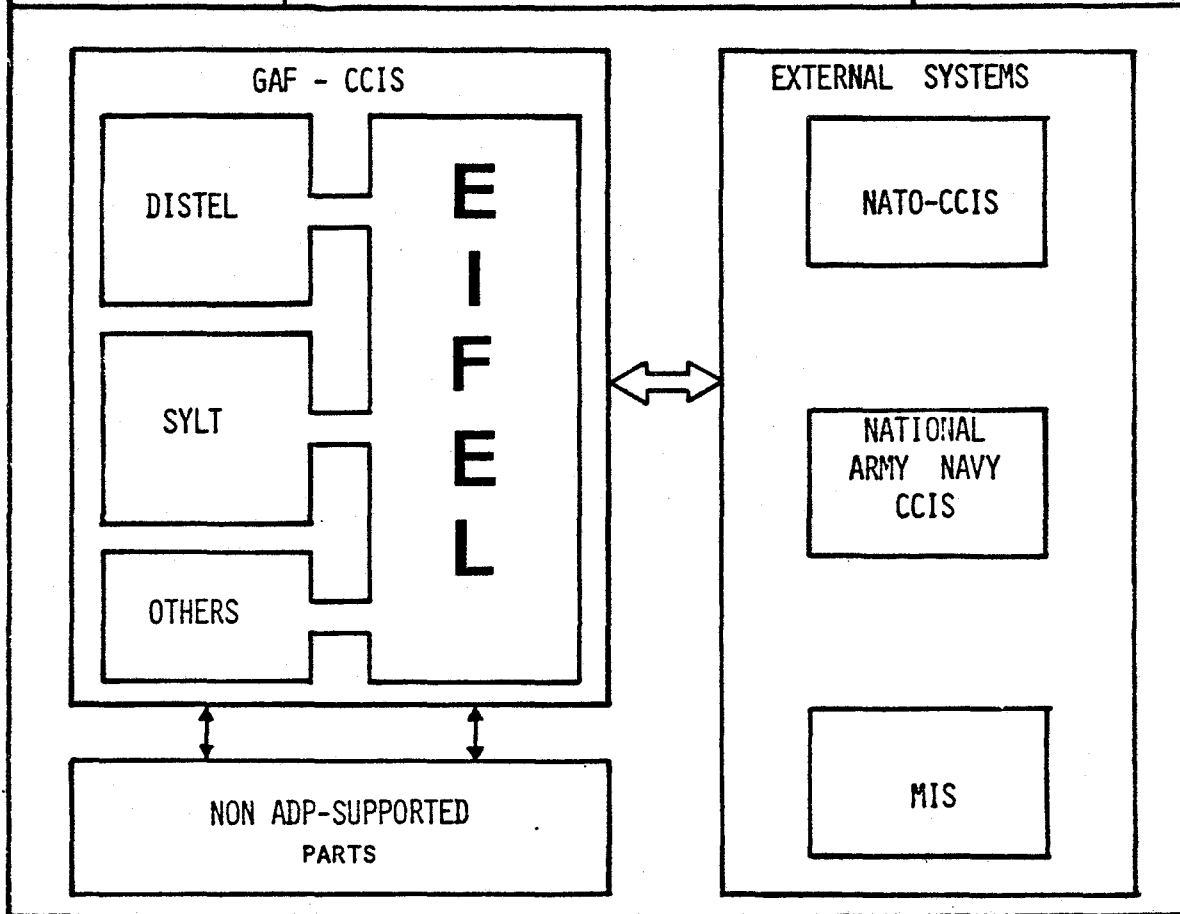 GAF - CCIS
DISTEL
SYLT
OTHERS
E
I
F
E
L
NON ADP-SUPPORTED
PARTS
EXTERNAL SYSTEMS
NATO-CCIS
NATIONAL
ARMY NAVY
CCIS
MIS